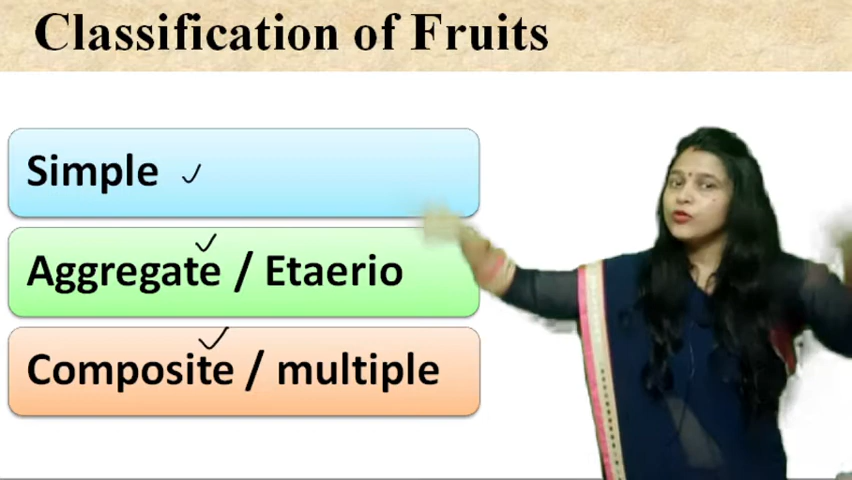 Classification of Fruits
Simple ✓
Aggregate / Etaerio
Composite / multiple